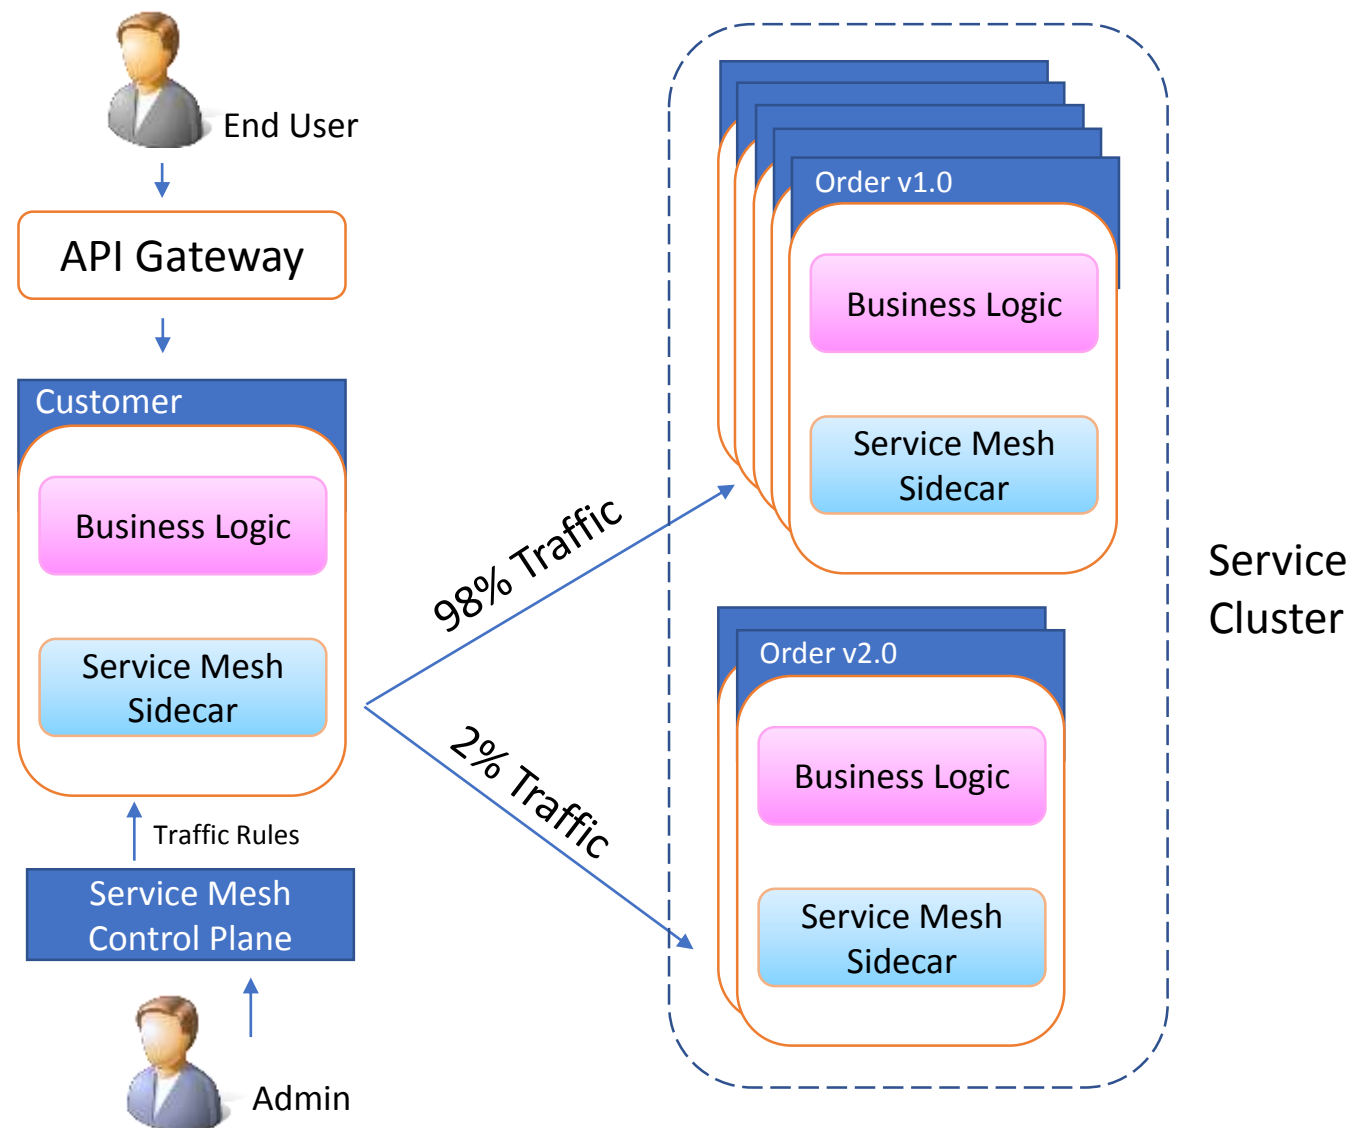 End User
API Gateway
Customer
Business Logic
Service Mesh
Sidecar
Traffic Rules
Service Mesh
Control Plane
Admin
98% Traffic
2% Traffic
Order v1.0
Business Logic
Service Mesh
Sidecar
Order v2.0
Business Logic
Service Mesh
Sidecar
Service
Cluster